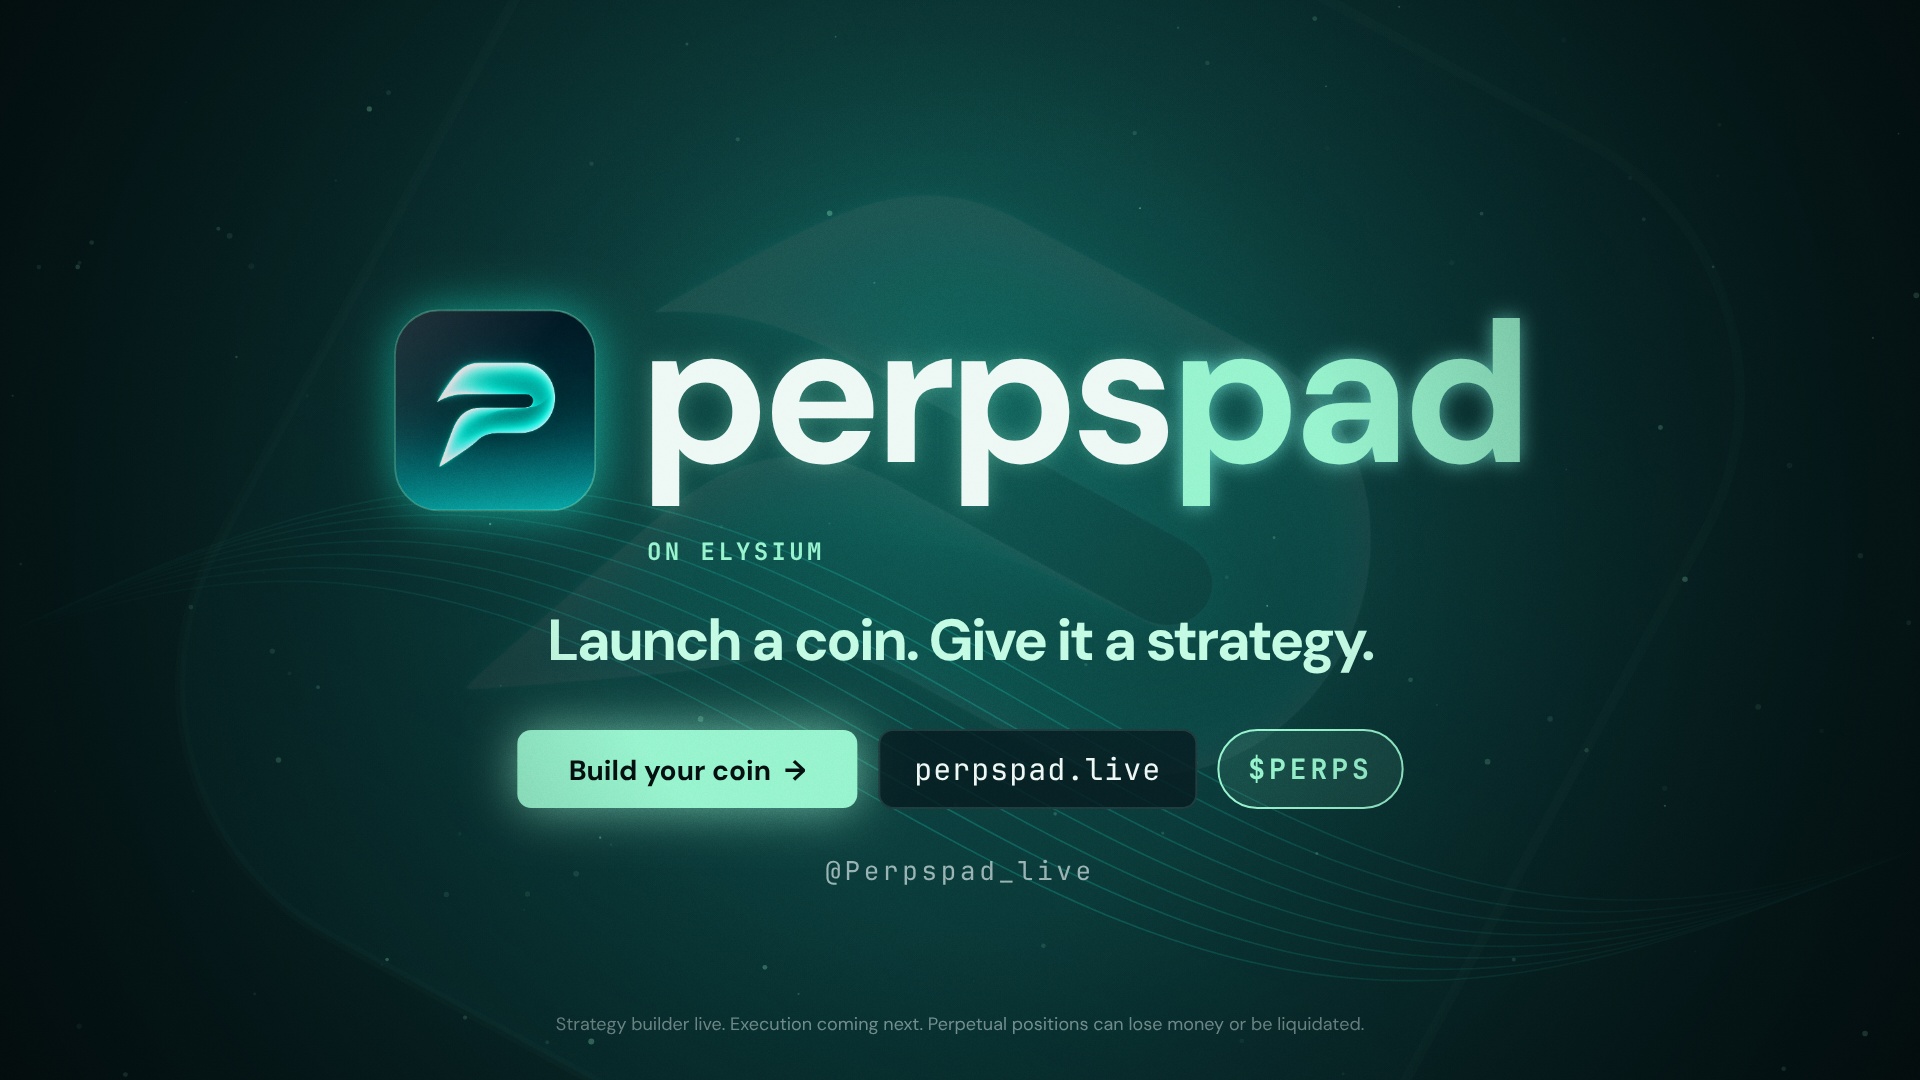 perpspad
ON ELYSIUM
Launch a coin. Give it a strategy.
Build your coin →
perpspad.live
$PERPS
@Perpspad_live
Strategy builder live. Execution coming next. Perpetual positions can lose money or be liquidated.